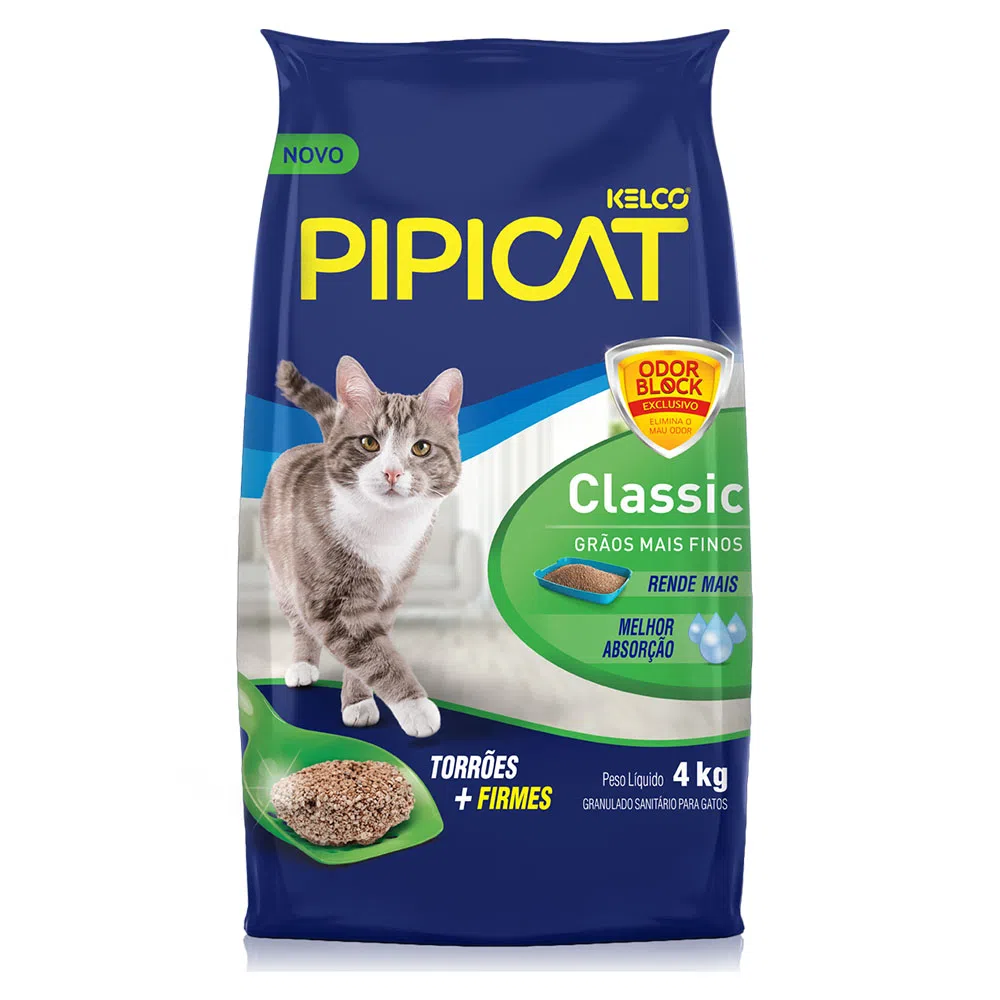 NOVO
KELCO®
PIPICAT
ODOR
BLOCK
EXCLUSIVO
ELIMINA O
MAU ODOR
Classic
GRÃOS MAIS FINOS
RENDE MAIS
MELHOR
ABSORÇÃO
TORRÕES
+ FIRMES
Peso Líquido 4 kg
GRANULADO SANITÁRIO PARA GATOS